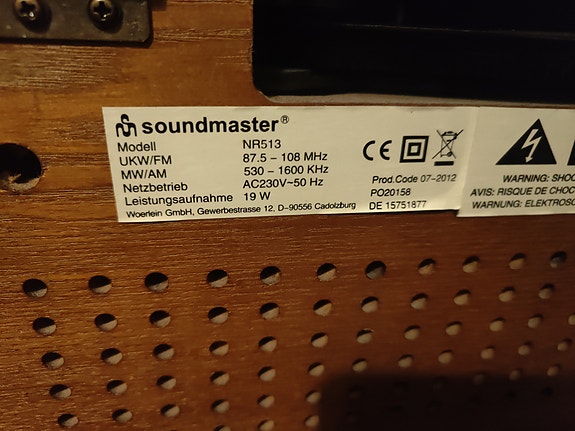 soundmaster®
Modell NR513
UKW/FM 87.5 - 108 MHz
MW/AM 530 - 1600 KHz
Netzbetrieb AC230V~50 Hz
Leistungsaufnahme 19 W
Woerlein GmbH, Gewerbestrasse 12, D-90556 Cadolzburg
CE
Prod.Code 07-2012
PO20158
DE 15751877
WARNING: SHOC
AVIS: RISQUE DE CHOC
WARNUNG: ELEKTROSC